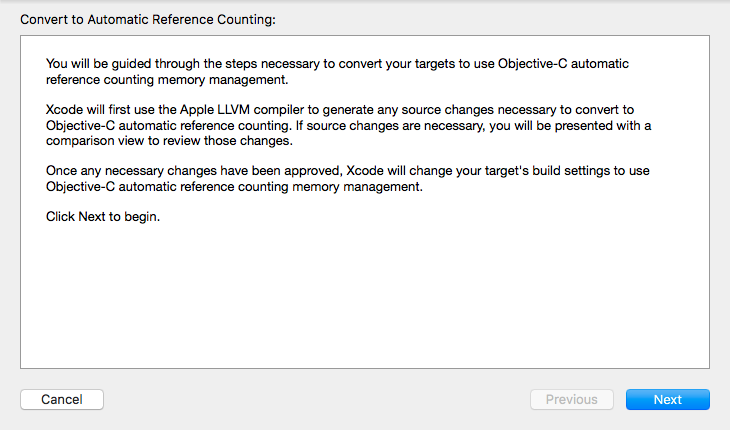 Convert to Automatic Reference Counting:
You will be guided through the steps necessary to convert your targets to use Objective-C automatic
reference counting memory management.
Xcode will first use the Apple LLVM compiler to generate any source changes necessary to convert to
Objective-C automatic reference counting. If source changes are necessary, you will be presented with a
comparison view to review those changes.
Once any necessary changes have been approved, Xcode will change your target's build settings to use
Objective-C automatic reference counting memory management.
Click Next to begin.
Cancel
Previous
Next